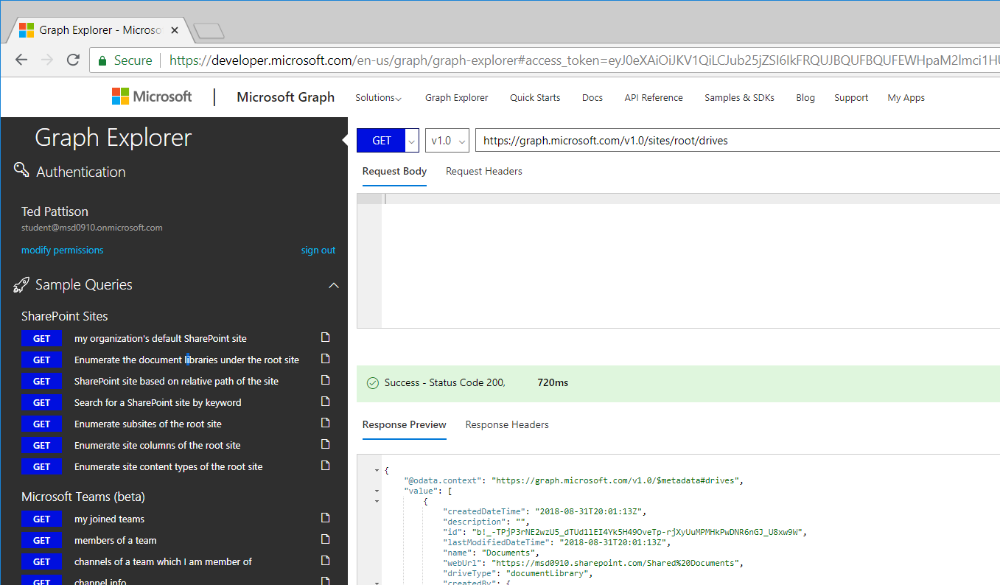 Graph Explorer - Microso
Secure
https://developer.microsoft.com/en-us/graph/graph-explorer#access_token=eyJ0eXAiOiJKV1QiLCJub25jZSI6IkFRQUJBQUFBQUFEWHpaM2lmci1HU
Microsoft
Microsoft Graph
Solutions
Graph Explorer
Quick Starts
Docs
API Reference
Samples & SDKs
Blog
Support
My Apps
Graph Explorer
Authentication
Ted Pattison
student@msd0910.onmicrosoft.com
modify permissions
sign out
Sample Queries
SharePoint Sites
GET my organization's default SharePoint site
GET Enumerate the document libraries under the root site
GET SharePoint site based on relative path of the site
GET Search for a SharePoint site by keyword
GET Enumerate subsites of the root site
GET Enumerate site columns of the root site
GET Enumerate site content types of the root site
Microsoft Teams (beta)
GET my joined teams
GET members of a team
GET channels of a team which I am member of
GET channel info
GET v1.0 https://graph.microsoft.com/v1.0/sites/root/drives
Request Body Request Headers
Success - Status Code 200, 720ms
Response Preview Response Headers
{
"@odata.context": "https://graph.microsoft.com/v1.0/$metadata#drives",
"value": [
{
"createdDateTime": "2018-08-31T20:01:13Z",
"description": "",
"id": "b!_-TPjP3rNE2wzU5_dTUd1lEI4Yk5H49OveTp-rjXyUuMPMHkPwDNR6nGJ_U8xw9W",
"lastModifiedDateTime": "2018-08-31T20:01:13Z",
"name": "Documents",
"webUrl": "https://msd0910.sharepoint.com/Shared%20Documents",
"driveType": "documentLibrary",
"createdBy": {